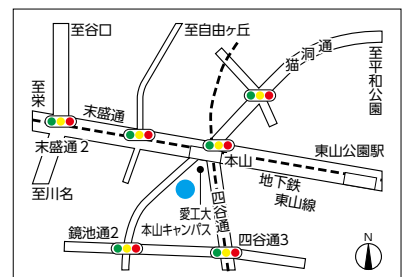 至谷口
至自由ヶ丘
猫洞通
至平和公園
至栄
末盛通
末盛通2
本山
東山公園駅
地下鉄
東山線
至川名
愛工大
本山キャンパス
四谷通
鏡池通2
四谷通3
N